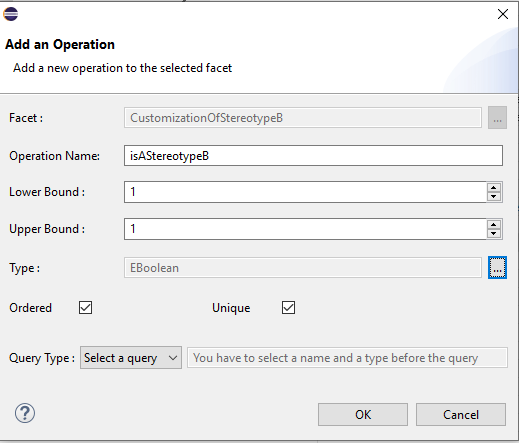 Add an Operation
Add a new operation to the selected facet
Facet : CustomizationOfStereotypeB ...
Operation Name: isAStereotypeB
Lower Bound : 1
Upper Bound : 1
Type : EBoolean ...
Ordered Unique
Query Type : Select a query You have to select a name and a type before the query
? OK Cancel